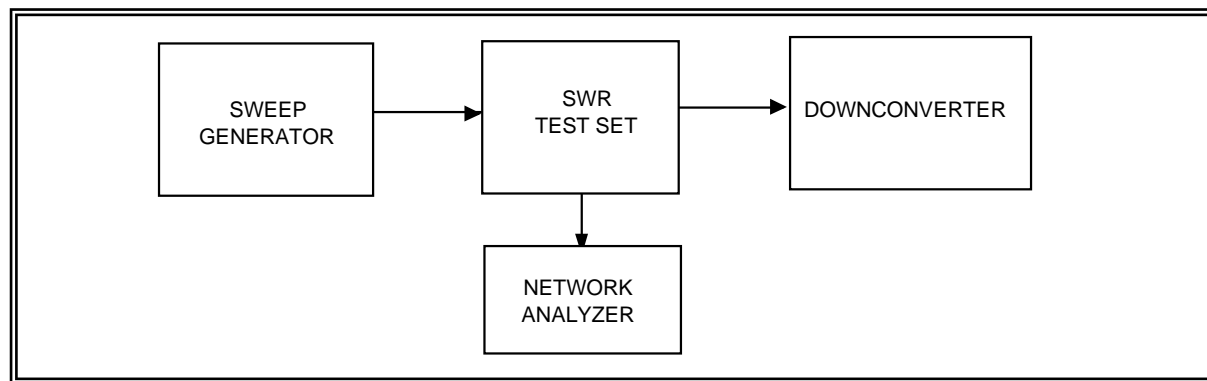 SWEEP
GENERATOR
SWR
TEST SET
DOWNCONVERTER
NETWORK
ANALYZER